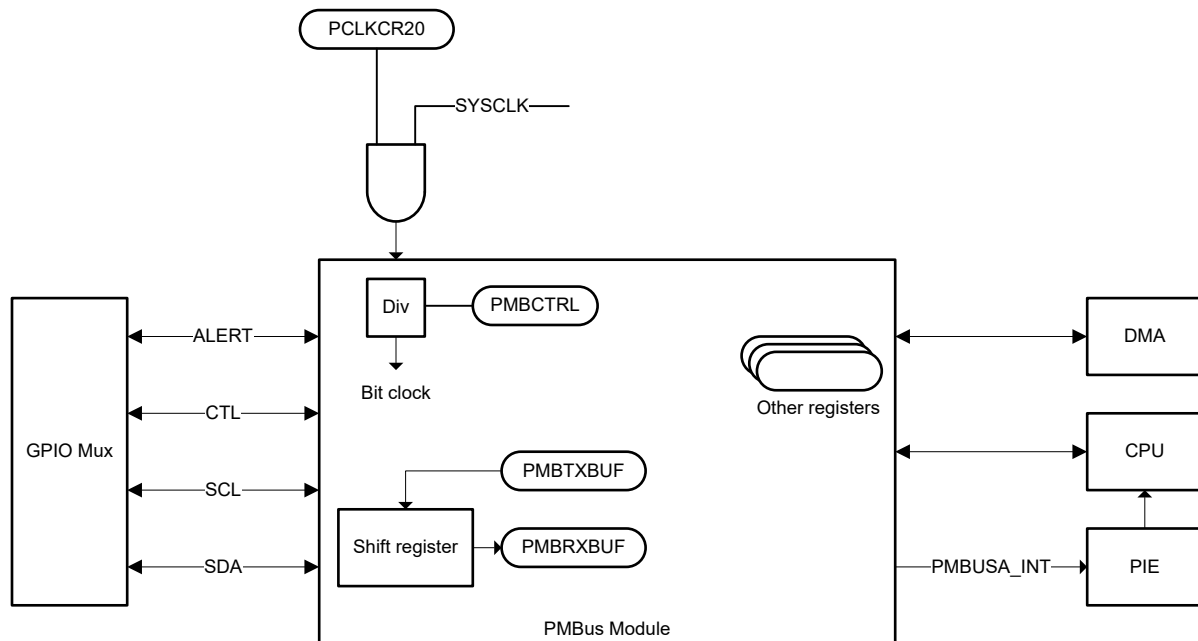 PCLKCR20
SYSCLK
Div
PMBCTRL
ALERT
DMA
Bit clock
Other registers
CTL
GPIO Mux
CPU
PMBTXBUF
SCL
Shift register
PMBRXBUF
SDA
PMBUSA_INT
PIE
PMBus Module